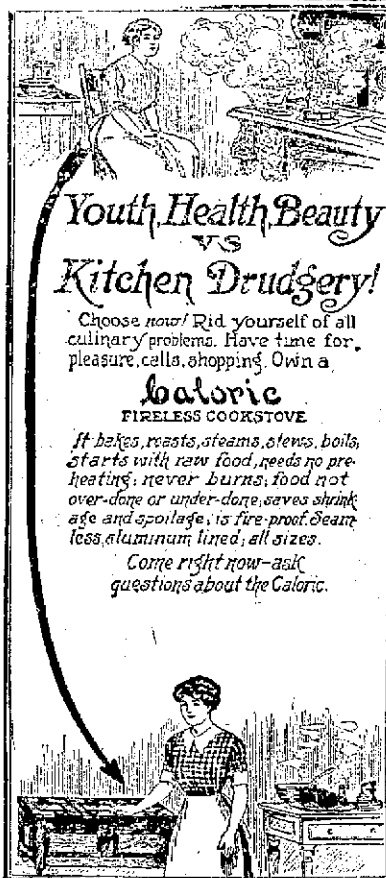 Youth, Health, Beauty
VS
Kitchen Drudgery!
Choose now! Rid yourself of all
culinary problems. Have time for
pleasure, calls, shopping. Own a
Caloric
FIRELESS COOKSTOVE
It bakes, roasts, steams, stews, boils,
starts with raw food, needs no pre-
heating; never burns; food not
over-done or under-done; saves shrink
age and spoilage; is fire-proof. Seam
less, aluminum lined; all sizes.
Come right now—ask
questions about the Caloric.